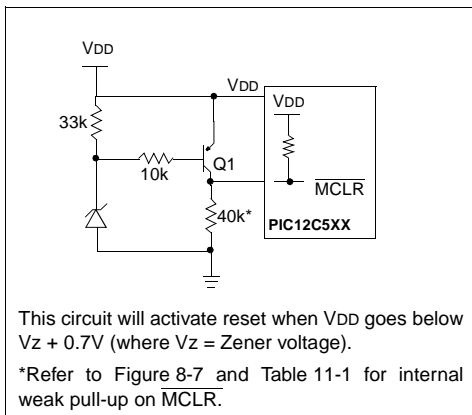 VDD
VDD
VDD
33k
Q1
10k
MCLR
40k*
PIC12C5XX
This circuit will activate reset when VDD goes below
Vz + 0.7V (where Vz = Zener voltage).
*Refer to Figure 8-7 and Table 11-1 for internal
weak pull-up on MCLR.